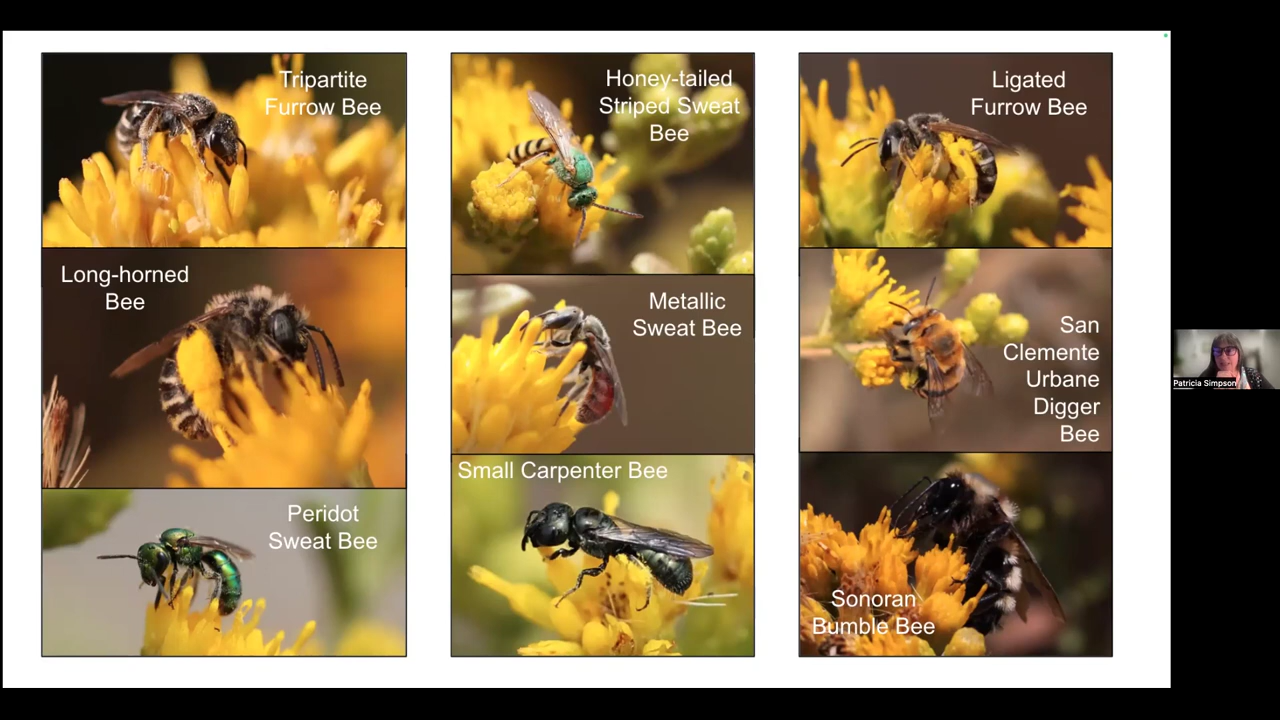 Tripartite
Furrow Bee
Long-horned
Bee
Peridot
Sweat Bee
Honey-tailed
Striped Sweat
Bee
Metallic
Sweat Bee
Small Carpenter Bee
Ligated
Furrow Bee
San
Clemente
Urbane
Digger
Bee
Sonoran
Bumble Bee
Patricia Simpson